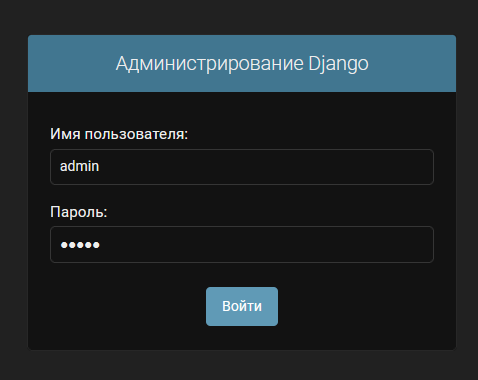 Администрирование Django
Имя пользователя:
admin
Пароль:
●●●●●
Войти